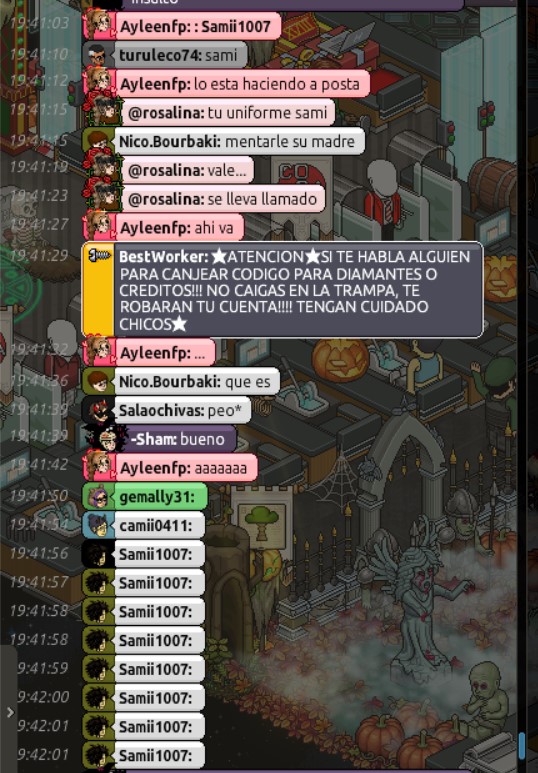 insulto
19:41:03 Ayleenfp: : Samii1007
19:41:10 turuleco74: sami
19:41:12 Ayleenfp: lo esta haciendo a posta
19:41:15 @rosalina: tu uniforme sami
19:41:15 Nico.Bourbaki: mentarle su madre
19:41:19 @rosalina: vale...
19:41:23 @rosalina: se lleva llamado
19:41:27 Ayleenfp: ahi va
19:41:29 BestWorker: ★ATENCION★SI TE HABLA ALGUIEN
PARA CANJEAR CODIGO PARA DIAMANTES O
CREDITOS!!! NO CAIGAS EN LA TRAMPA, TE
ROBARAN TU CUENTA!!!! TENGAN CUIDADO
CHICOS★
19:41:32 Ayleenfp: ...
19:41:36 Nico.Bourbaki: que es
19:41:39 Salaochivas: peo*
19:41:39 -Sham: bueno
19:41:42 Ayleenfp: aaaaaaa
19:41:50 gemally31:
19:41:54 camii0411:
19:41:56 Samii1007:
19:41:57 Samii1007:
19:41:58 Samii1007:
19:41:58 Samii1007:
9:41:59 Samii1007:
9:42:00 Samii1007:
9:42:01 Samii1007:
9:42:01 Samii1007: